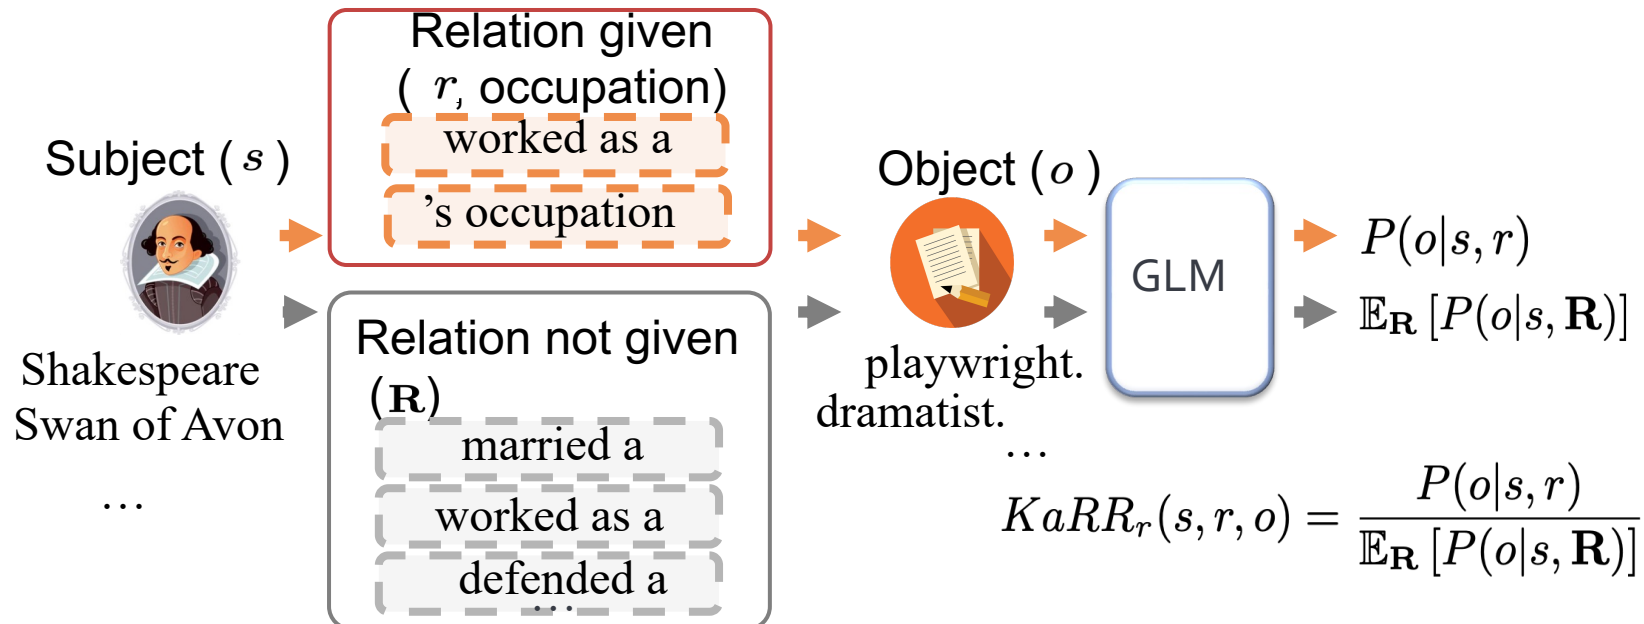 Subject (s)
Shakespeare
Swan of Avon
...
Relation given
( r, occupation)
worked as a
's occupation
Relation not given
(R)
married a
worked as a
defended a
...
Object (o)
playwright.
dramatist.
...
GLM
P(o|s, r)
𝔼_R [P(o|s, R)]
KaRR_r(s, r, o) = P(o|s, r) / 𝔼_R [P(o|s, R)]